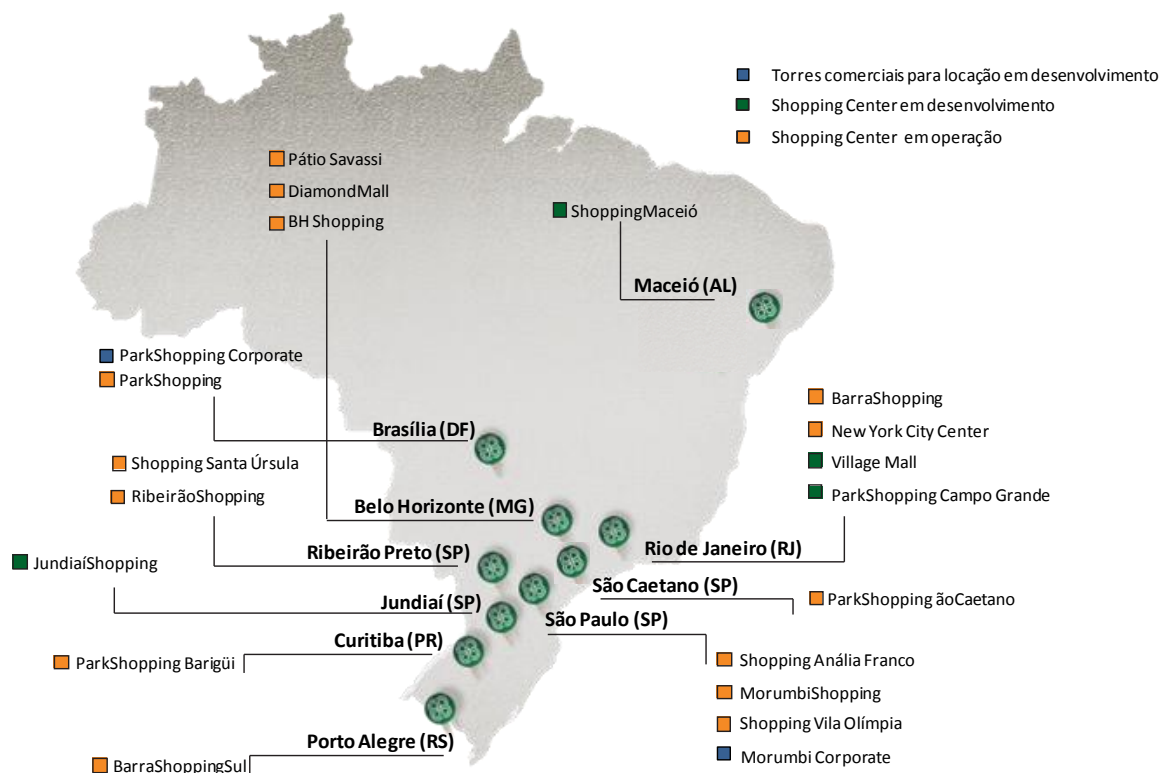 Torres comerciais para locação em desenvolvimento
Shopping Center em desenvolvimento
Shopping Center em operação
Pátio Savassi
DiamondMall
BH Shopping
ShoppingMaceió
Maceió (AL)
ParkShopping Corporate
ParkShopping
Brasília (DF)
BarraShopping
New York City Center
Village Mall
ParkShopping Campo Grande
Shopping Santa Úrsula
RibeirãoShopping
Belo Horizonte (MG)
Ribeirão Preto (SP)
Rio de Janeiro (RJ)
JundiaíShopping
Jundiaí (SP)
São Caetano (SP)
ParkShopping ãoCaetano
São Paulo (SP)
Curitiba (PR)
ParkShopping Barigüi
Shopping Anália Franco
MorumbiShopping
Shopping Vila Olímpia
Morumbi Corporate
Porto Alegre (RS)
BarraShoppingSul